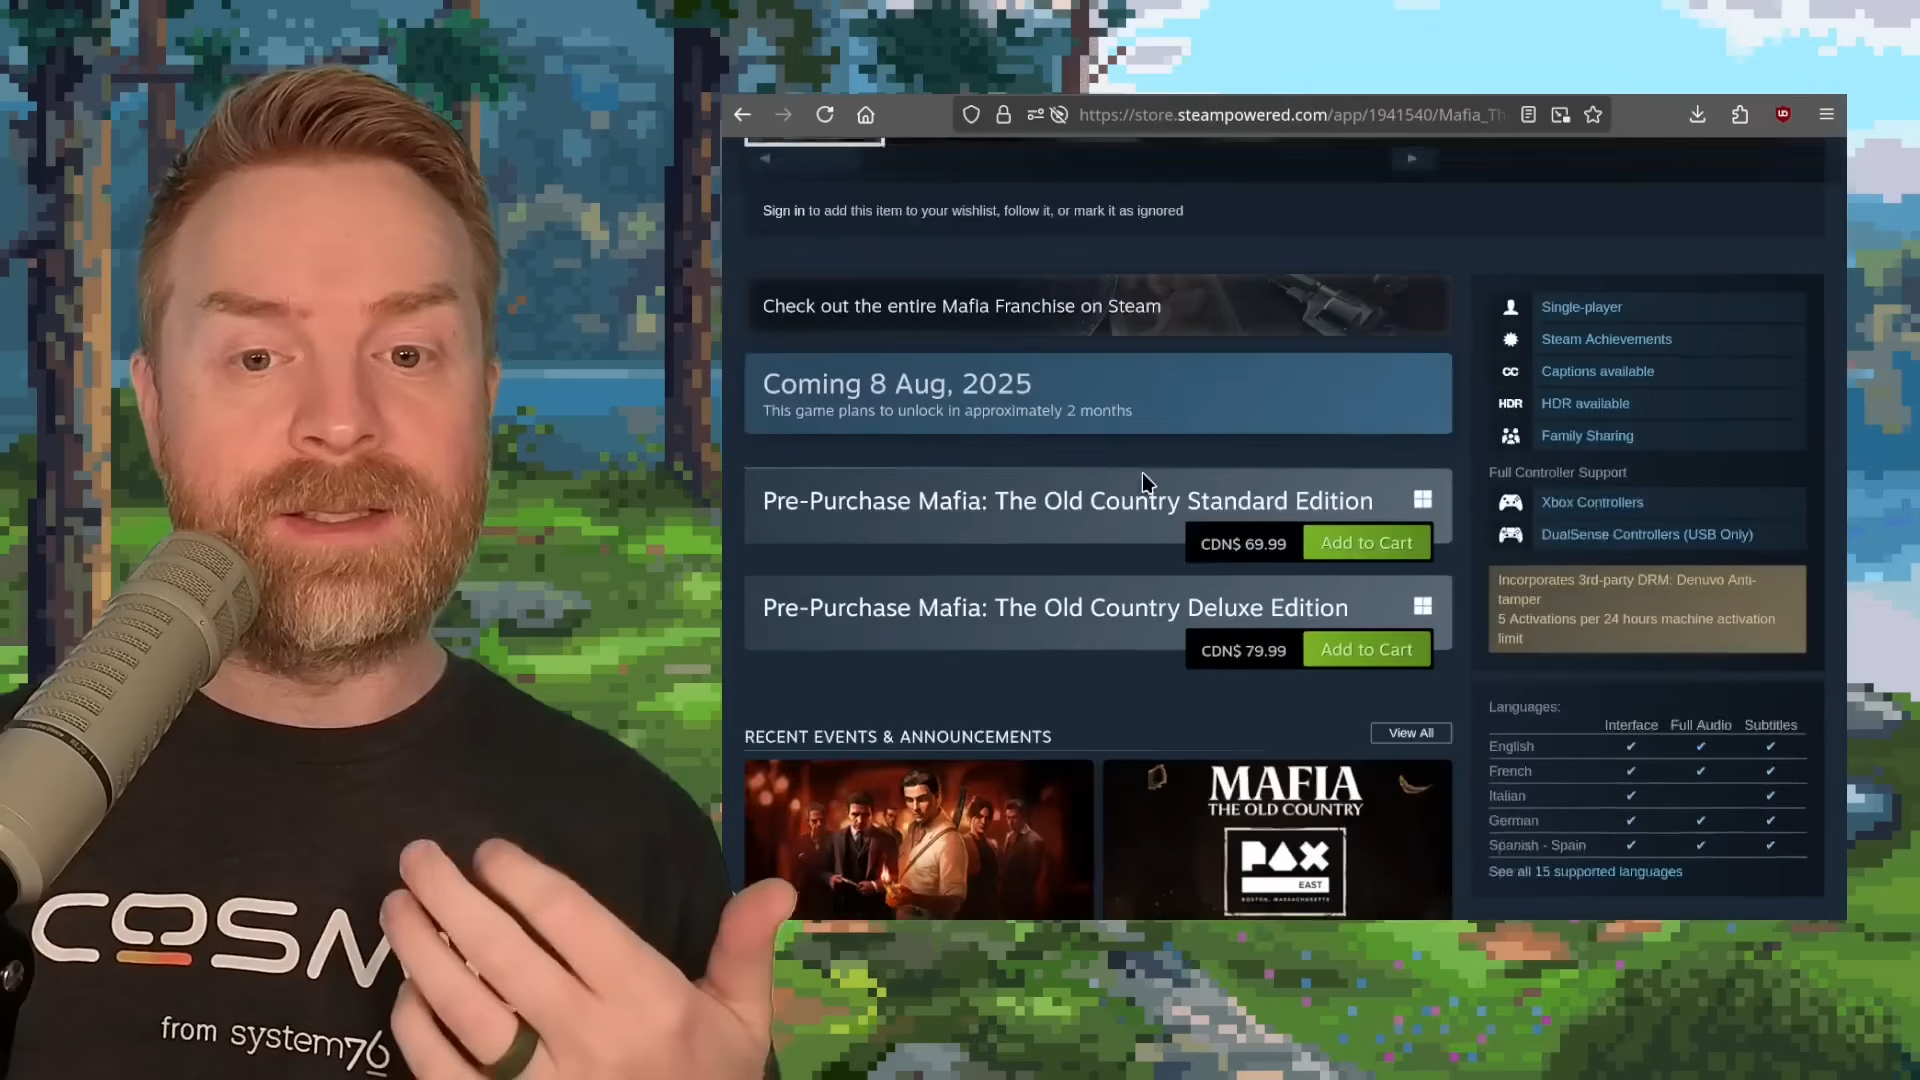 https://store.steampowered.com/app/1941540/Mafia_Th
Sign in to add this item to your wishlist, follow it, or mark it as ignored
Check out the entire Mafia Franchise on Steam
Coming 8 Aug, 2025
This game plans to unlock in approximately 2 months
Pre-Purchase Mafia: The Old Country Standard Edition
CDN$ 69.99 Add to Cart
Pre-Purchase Mafia: The Old Country Deluxe Edition
CDN$ 79.99 Add to Cart
RECENT EVENTS & ANNOUNCEMENTS
View All
MAFIA
THE OLD COUNTRY
PAX
EAST
BOSTON, MASSACHUSETTS
Single-player
Steam Achievements
CC Captions available
HDR HDR available
Family Sharing
Full Controller Support
Xbox Controllers
DualSense Controllers (USB Only)
Incorporates 3rd-party DRM: Denuvo Anti-
tamper
5 Activations per 24 hours machine activation
limit
Languages:
Interface Full Audio Subtitles
English ✔ ✔ ✔
French ✔ ✔ ✔
Italian ✔ ✔
German ✔ ✔ ✔
Spanish - Spain ✔ ✔ ✔
See all 15 supported languages
COSM
from system76